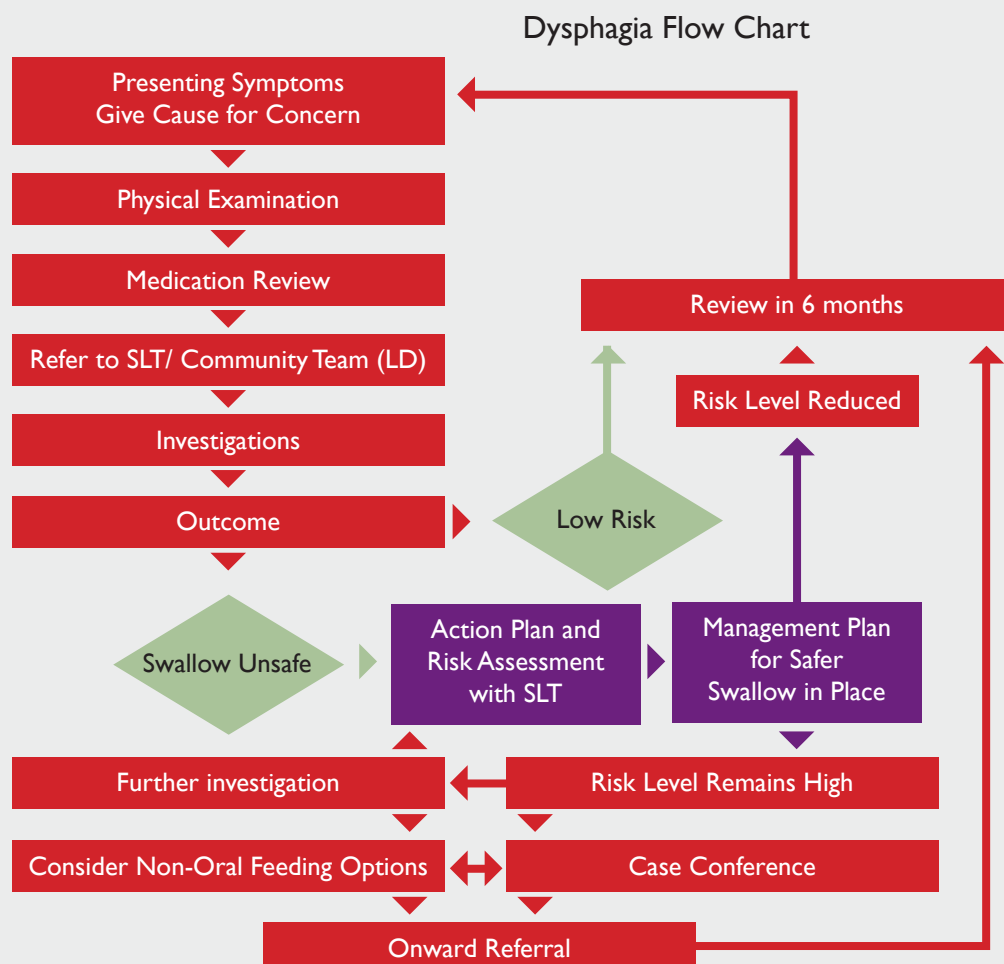 Dysphagia Flow Chart
Presenting Symptoms
Give Cause for Concern
Physical Examination
Medication Review
Refer to SLT/ Community Team (LD)
Investigations
Outcome
Low Risk
Review in 6 months
Risk Level Reduced
Swallow Unsafe
Action Plan and
Risk Assessment
with SLT
Management Plan
for Safer
Swallow in Place
Further investigation
Risk Level Remains High
Consider Non-Oral Feeding Options
Case Conference
Onward Referral